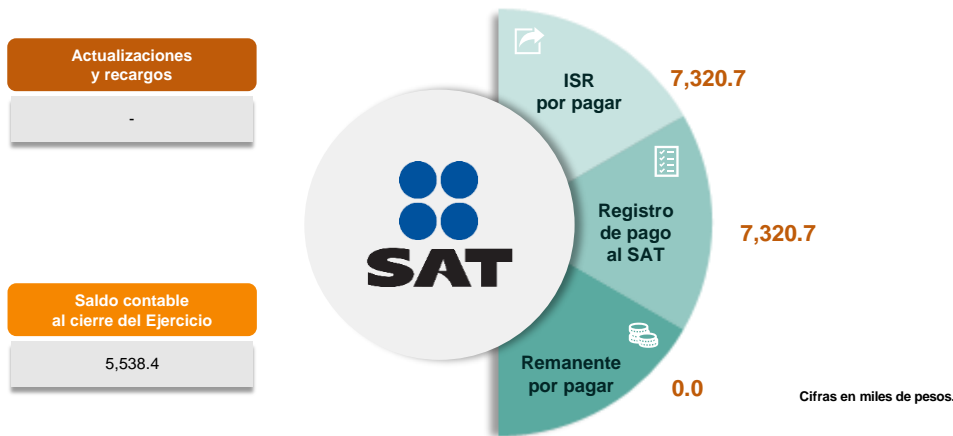 Actualizaciones
y recargos
-
Saldo contable
al cierre del Ejercicio
5,538.4
SAT
ISR
por pagar
7,320.7
Registro
de pago
al SAT
7,320.7
Remanente
por pagar
0.0
Cifras en miles de pesos.